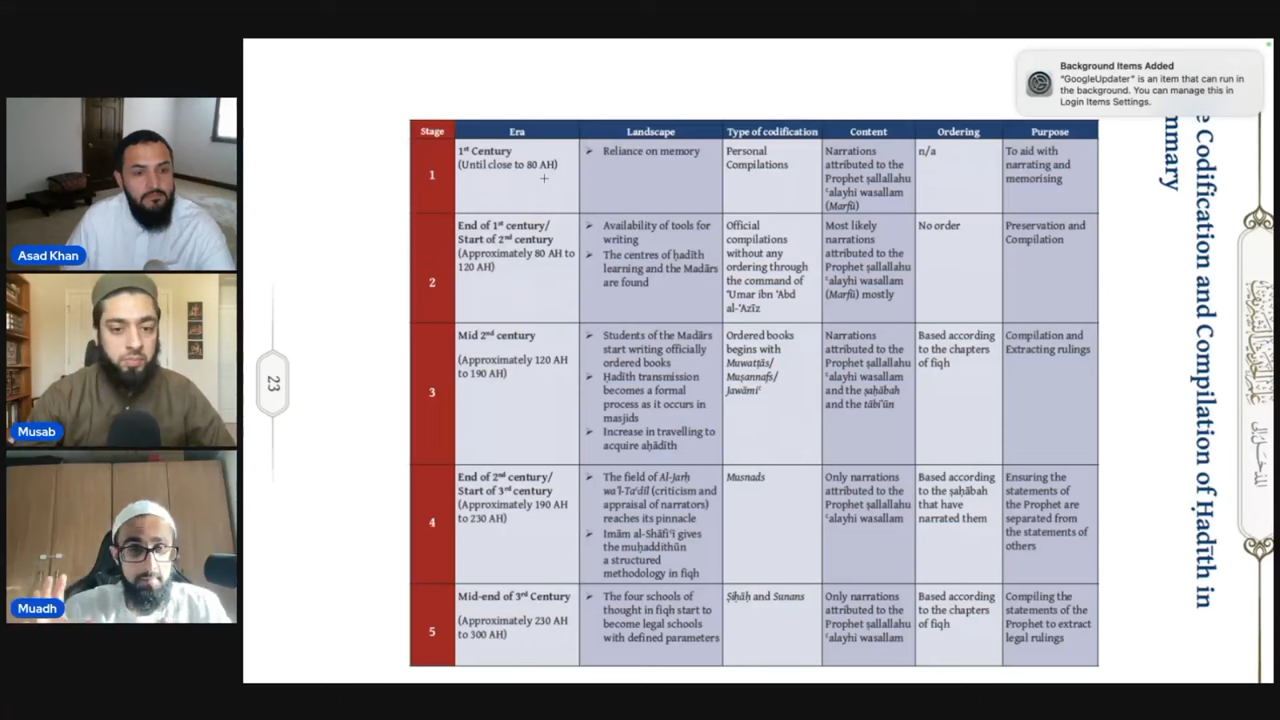 Background Items Added
"GoogleUpdater" is an item that can run in
the background. You can manage this in
Login Items Settings.
e Codification and Compilation of Ḥadīth in
mmary
Stage
Era
Landscape
Type of codification
Content
Ordering
Purpose
1
1st Century
(Until close to 80 AH)
➢ Reliance on memory
Personal
Compilations
Narrations
attributed to the
Prophet ṣallallahu
ʿalayhi wasallam
(Marfū)
n/a
To aid with
narrating and
memorising
2
End of 1st century/
Start of 2nd century
(Approximately 80 AH to
120 AH)
➢ Availability of tools for
writing
➢ The centres of ḥadīth
learning and the Madārs
are found
Official
compilations
without any
ordering through
the command of
ʿUmar ibn ʿAbd
al-ʿAzīz
Most likely
narrations
attributed to the
Prophet ṣallallahu
ʿalayhi wasallam
(Marfū) mostly
No order
Preservation and
Compilation
3
Mid 2nd century
(Approximately 120 AH
to 190 AH)
➢ Students of the Madārs
start writing officially
ordered books
➢ Ḥadīth transmission
becomes a formal
process as it occurs in
masjids
➢ Increase in travelling to
acquire aḥādīth
Ordered books
begins with
Muwaṭṭās/
Muṣannafs/
Jawāmiʿ
Narrations
attributed to the
Prophet ṣallallahu
ʿalayhi wasallam
and the ṣaḥābah
and the tābiʿūn
Based according
to the chapters
of fiqh
Compilation and
Extracting rulings
4
End of 2nd century/
Start of 3rd century
(Approximately 190 AH
to 230 AH)
➢ The field of Al-Jarḥ
wa'l-Taʿdīl (criticism and
appraisal of narrators)
reaches its pinnacle
➢ Imām al-Shāfiʿī gives
the muḥaddithūn
a structured
methodology in fiqh
Musnads
Only narrations
attributed to the
Prophet ṣallallahu
ʿalayhi wasallam
Based according
to the ṣaḥābah
that have
narrated them
Ensuring the
statements of
the Prophet are
separated from
the statements of
others
5
Mid-end of 3rd Century
(Approximately 230 AH
to 300 AH)
➢ The four schools of
thought in fiqh start to
become legal schools
with defined parameters
Ṣiḥāḥ and Sunans
Only narrations
attributed to the
Prophet ṣallallahu
ʿalayhi wasallam
Based according
to the chapters
of fiqh
Compiling the
statements of the
Prophet to extract
legal rulings
23
Asad Khan
Musab
Muadh